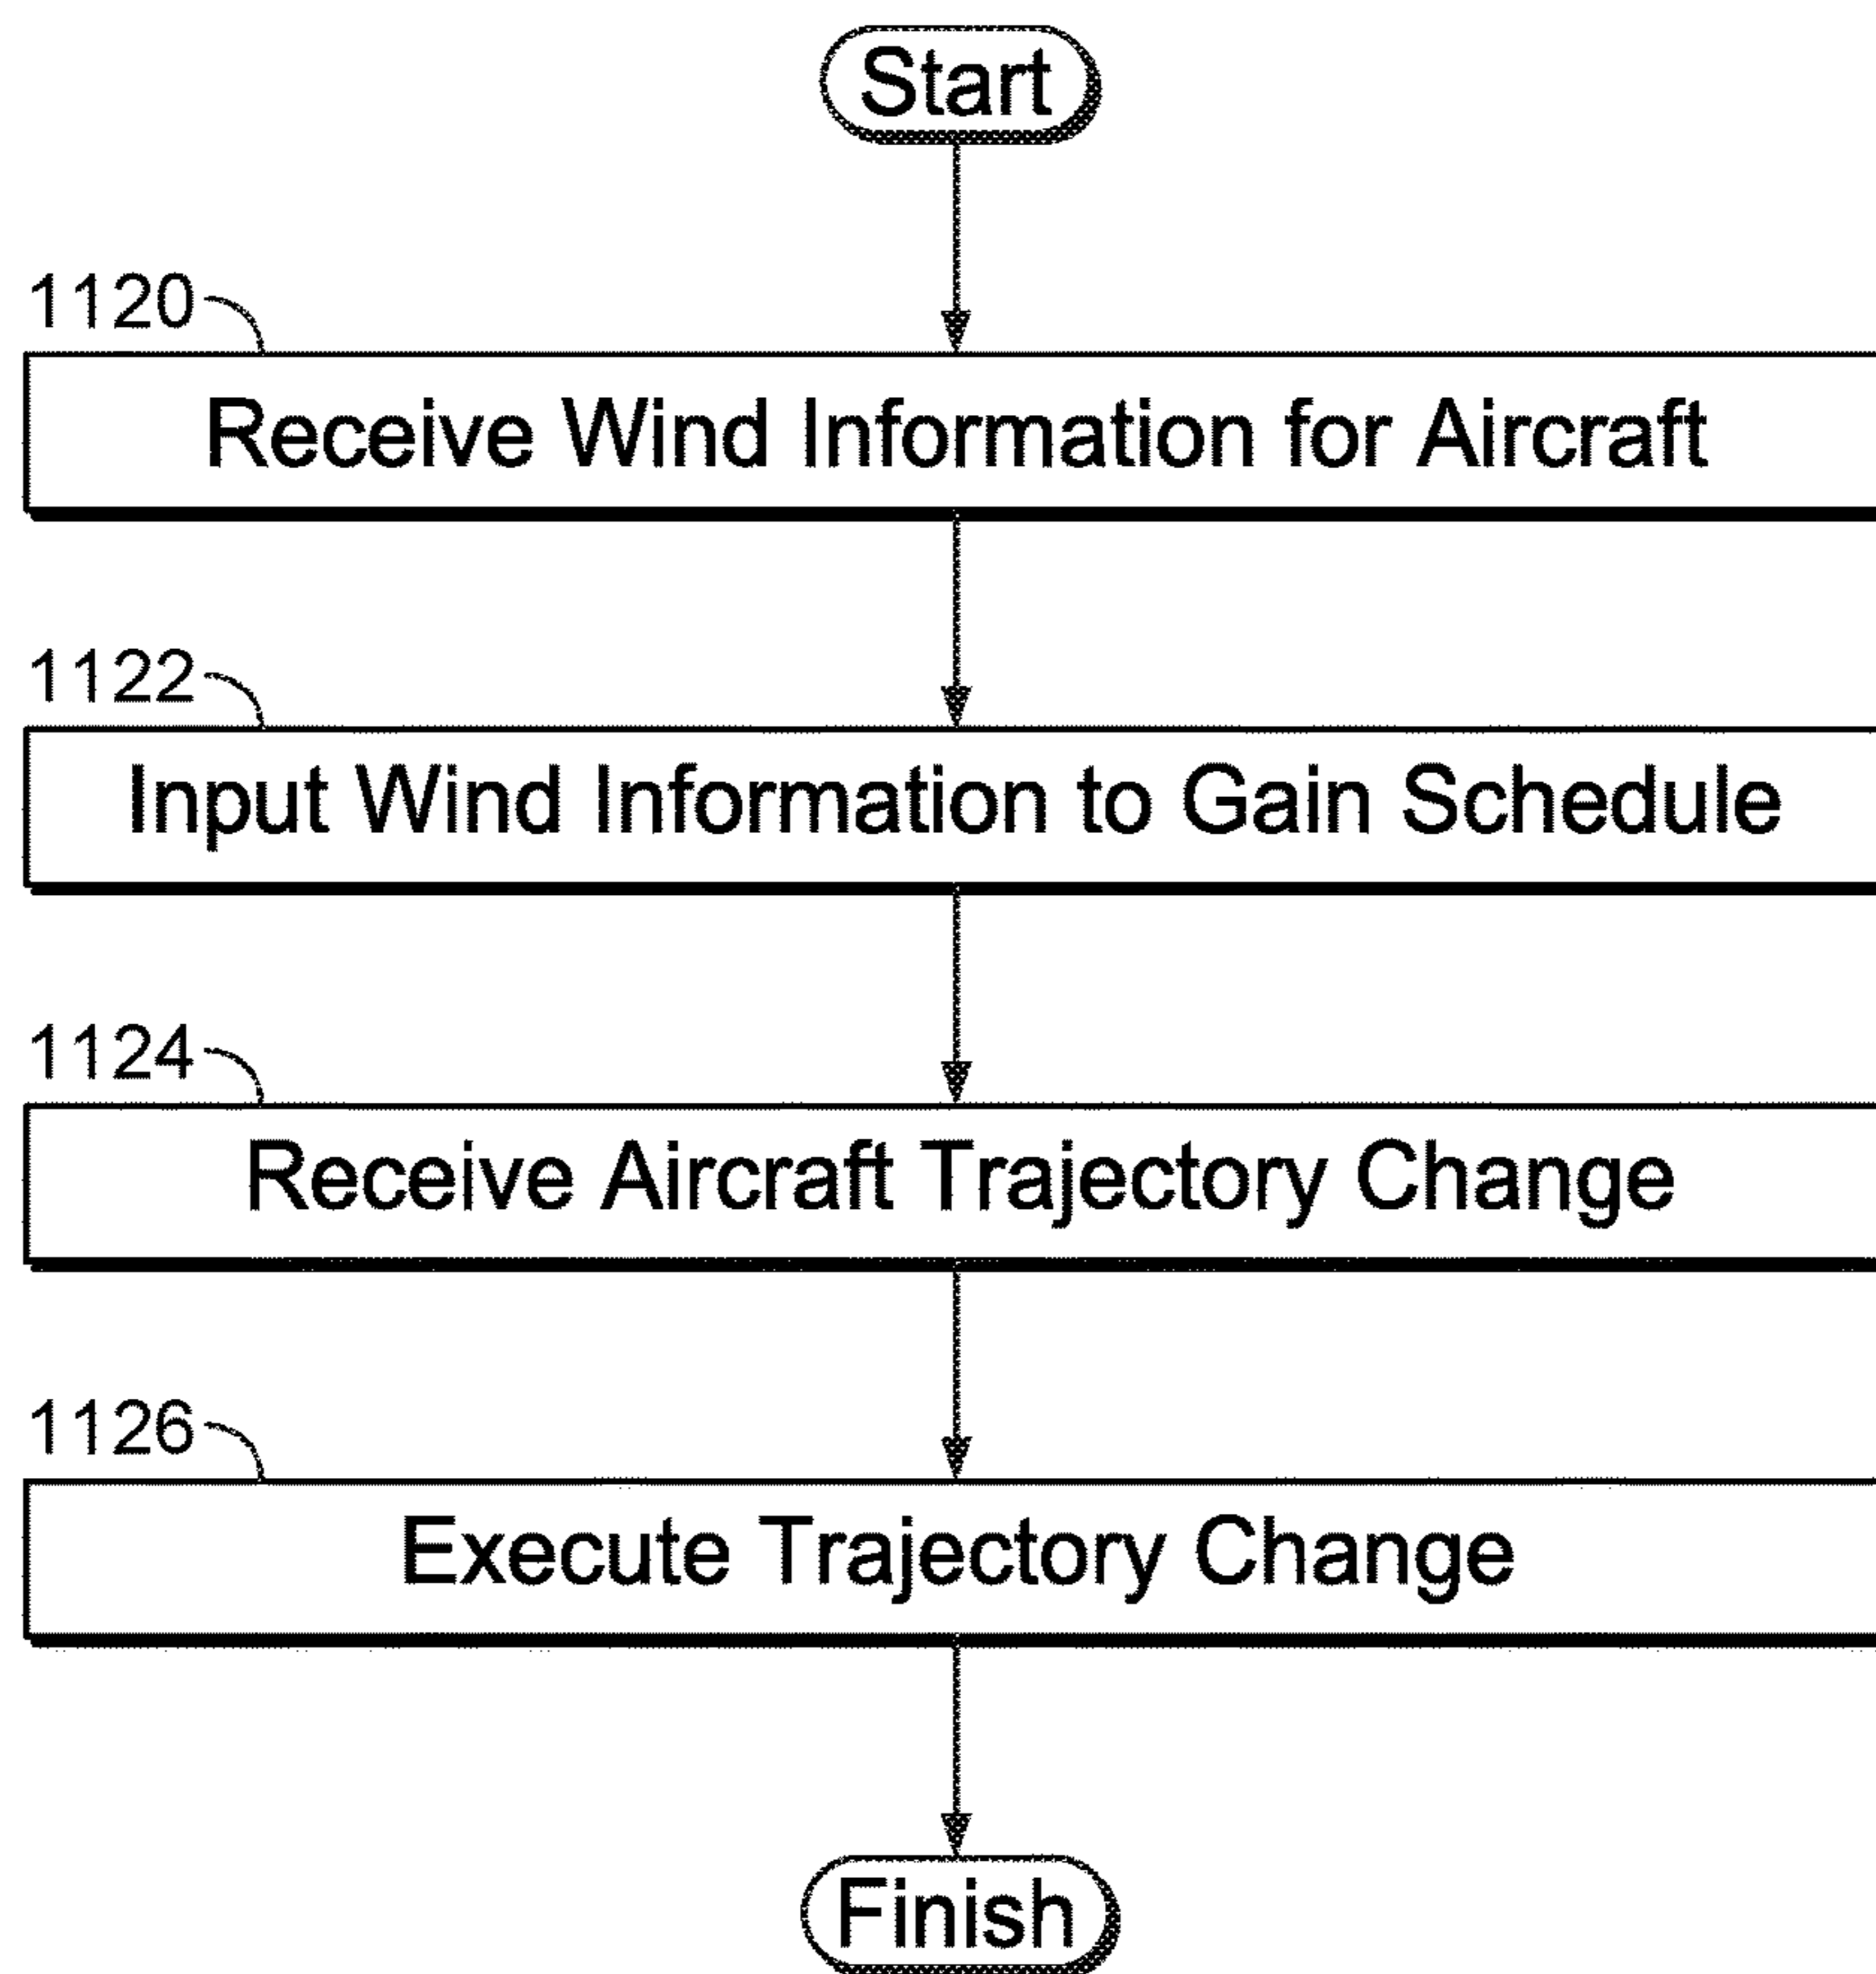 Start
1120
Receive Wind Information for Aircraft
1122
Input Wind Information to Gain Schedule
1124
Receive Aircraft Trajectory Change
1126
Execute Trajectory Change
Finish